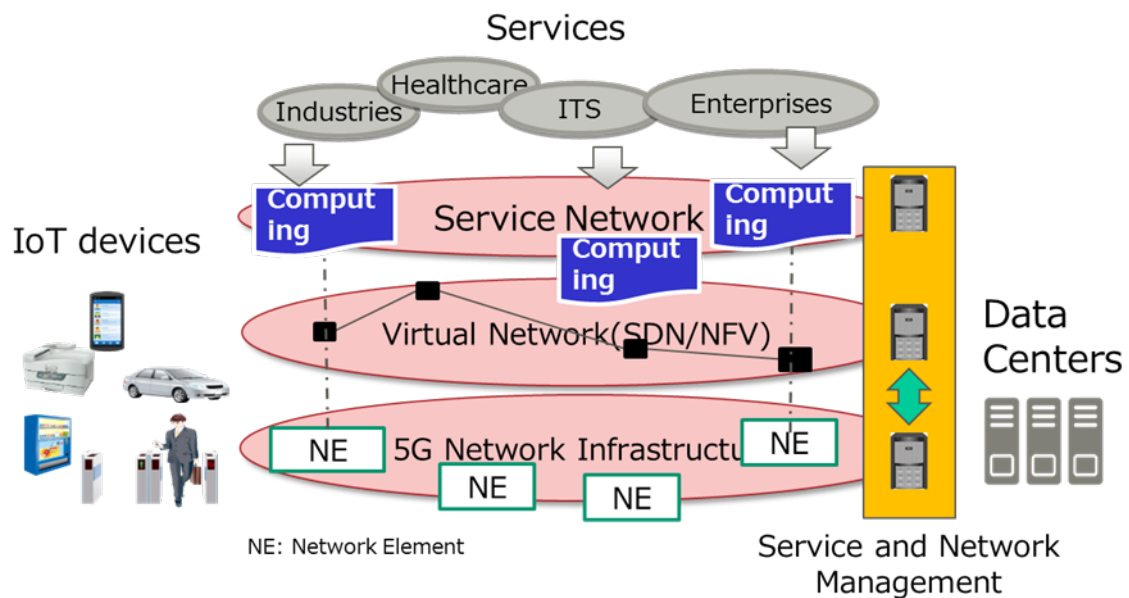 Services
Healthcare
Industries
ITS
Enterprises
Comput
ing
Service Network
Comput
ing
Comput
ing
IoT devices
Virtual Network(SDN/NFV)
Data
Centers
NE
5G Network Infrastructu
NE
NE
NE
NE: Network Element
Service and Network
Management